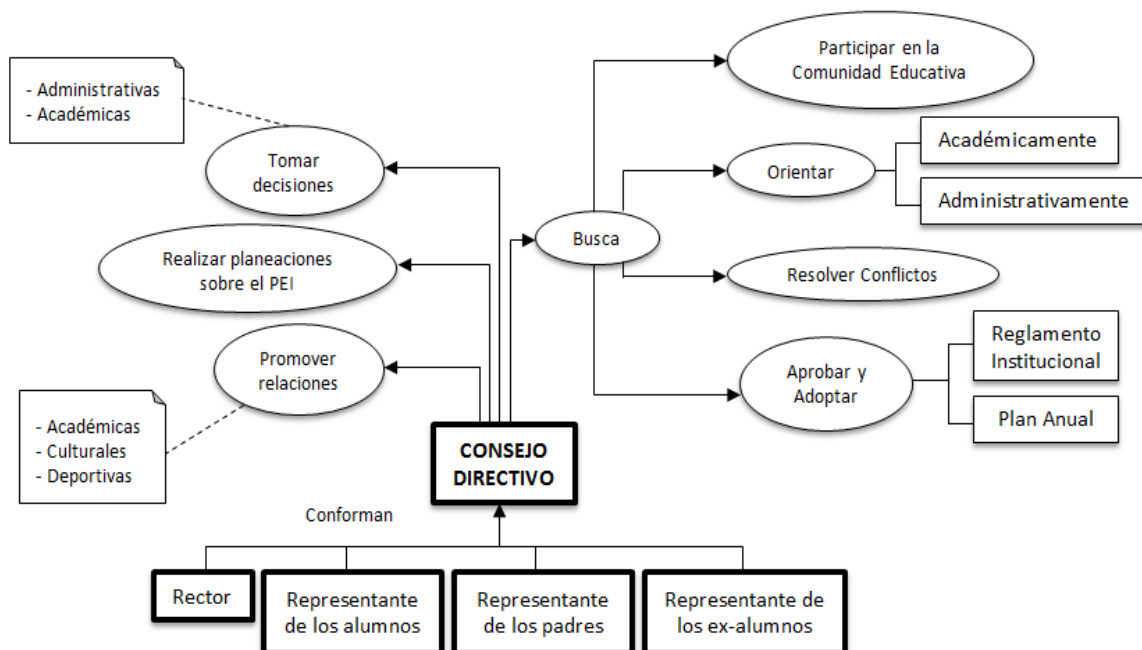 - Administrativas
- Académicas
Tomar
decisiones
Realizar planeaciones
sobre el PEI
Promover
relaciones
- Académicas
- Culturales
- Deportivas
Participar en la
Comunidad Educativa
Orientar
Académicamente
Administrativamente
Busca
Resolver Conflictos
Aprobar y
Adoptar
Reglamento
Institucional
Plan Anual
CONSEJO
DIRECTIVO
Conforman
Rector
Representante
de los alumnos
Representante
de los padres
Representante de
los ex-alumnos